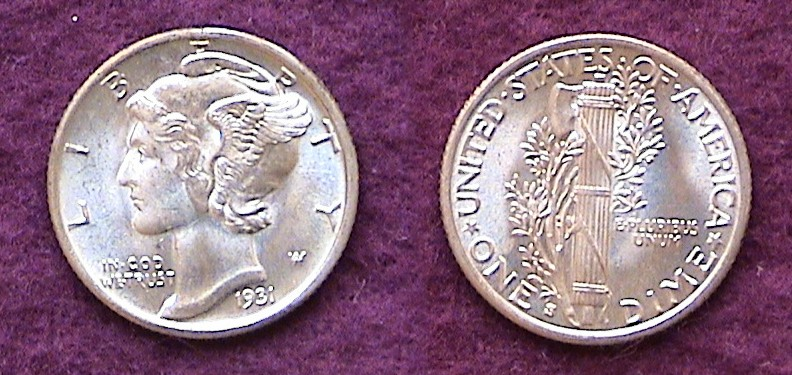 LIBERTY
IN·GOD
WE TRUST
1931
W
·UNITED·STATES·OF·AMERICA·
E·PLURIBUS
UNUM
ONE DIME
S